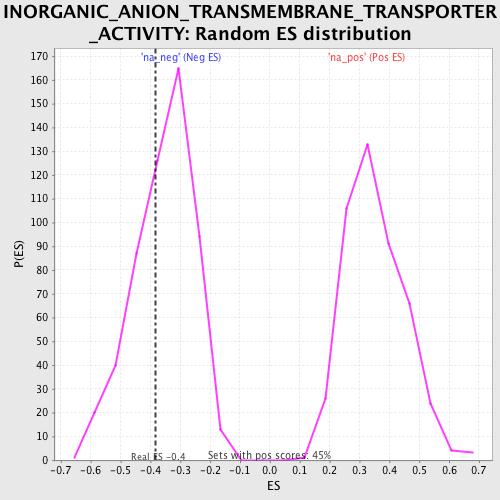 INORGANIC_ANION_TRANSMEMBRANE_TRANSPORTER
_ACTIVITY: Random ES distribution
'na_neg' (Neg ES)
'na_pos' (Pos ES)
170
160
150
140
130
120
110
100
90
80
70
60
50
40
30
20
10
0
P(ES)
Real ES -0.4
Sets with pos scores: 45%
-0.7 -0.6 -0.5 -0.4 -0.3 -0.2 -0.1 0.0 0.1 0.2 0.3 0.4 0.5 0.6 0.7
ES